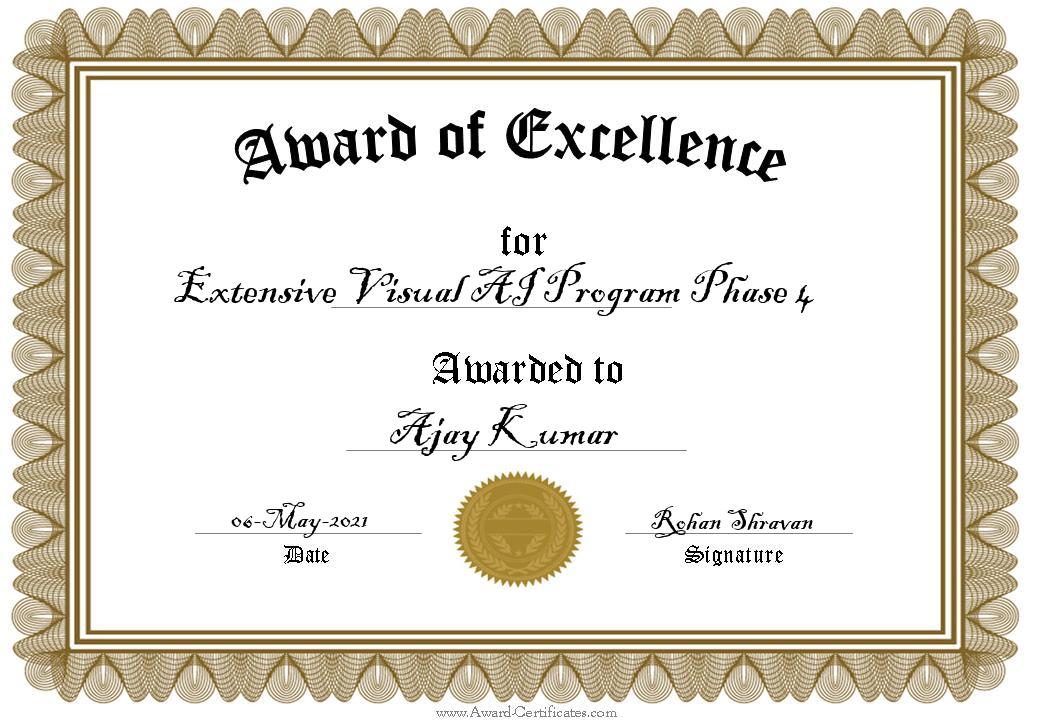 Award of Excellence
for
Extensive Visual AI Program Phase 4
Awarded to
Ajay Kumar
06-May-2021
Rohan Shravan
Date
Signature
www.Award-Certificates.com